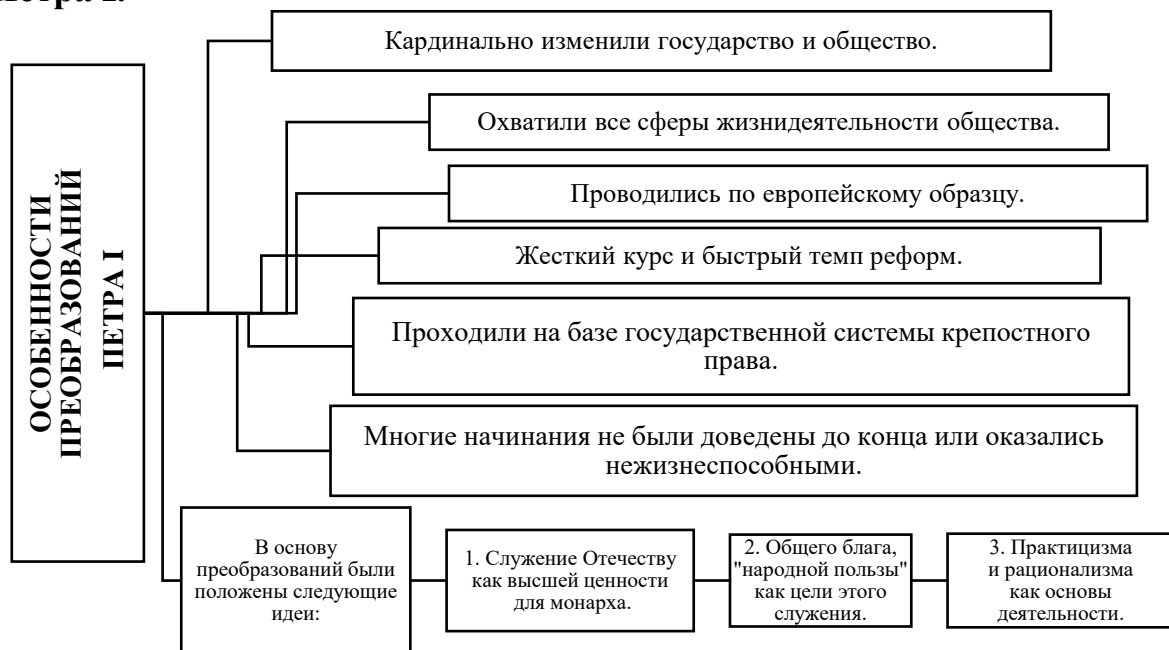 ОСОБЕННОСТИ
ПРЕОБРАЗОВАНИЙ
ПЕТРА I
Кардинально изменили государство и общество.
Охватили все сферы жизнидеятельности общества.
Проводились по европейскому образцу.
Жесткий курс и быстрый темп реформ.
Проходили на базе государственной системы крепостного
права.
Многие начинания не были доведены до конца или оказались
нежизнеспособными.
В основу
преобразований были
положены следующие
идеи:
1. Служение Отечеству
как высшей ценности
для монарха.
2. Общего блага,
"народной пользы"
как цели этого
служения.
3. Практицизма
и рационализма
как основы
деятельности.